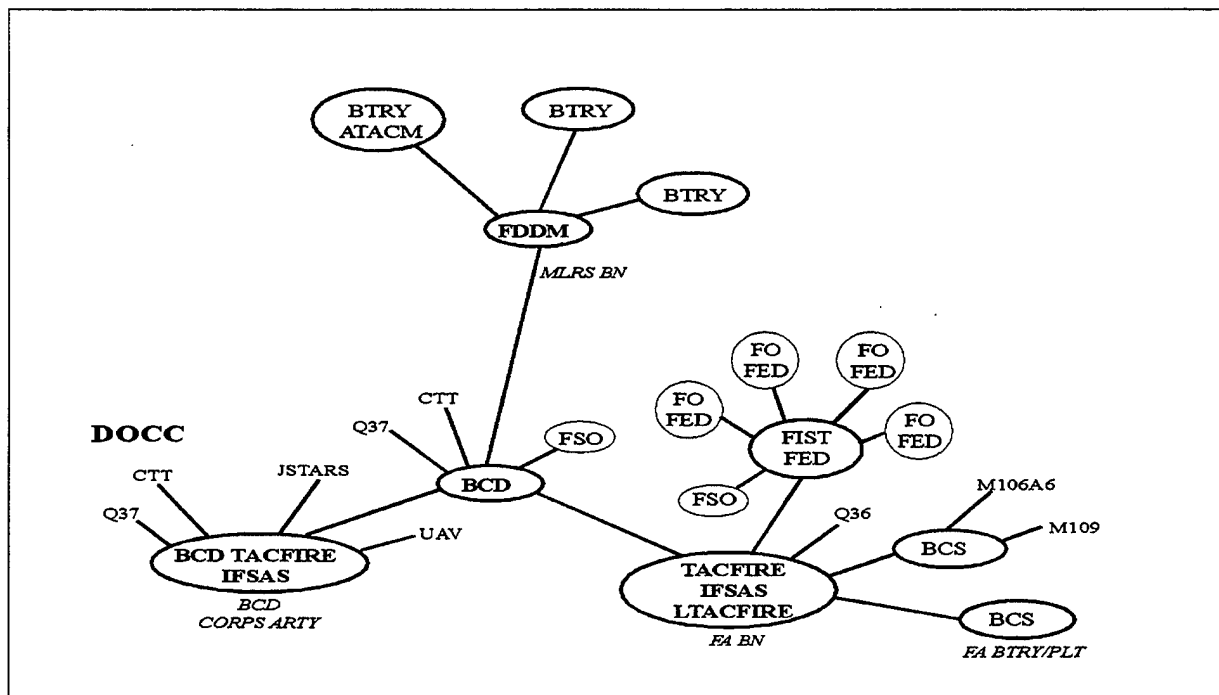 BTRY
ATACM
BTRY
BTRY
FDDM
MLRS BN
FO
FED
FO
FED
FO
FED
FO
FED
FIST
FED
FSO
CTT
Q37
FSO
BCD
DOCC
CTT
Q37
JSTARS
UAV
BCD TACFIRE
IFSAS
BCD
CORPS ARTY
Q36
M106A6
M109
BCS
TACFIRE
IFSAS
LTACFIRE
FA BN
BCS
FA BTRY/PLT